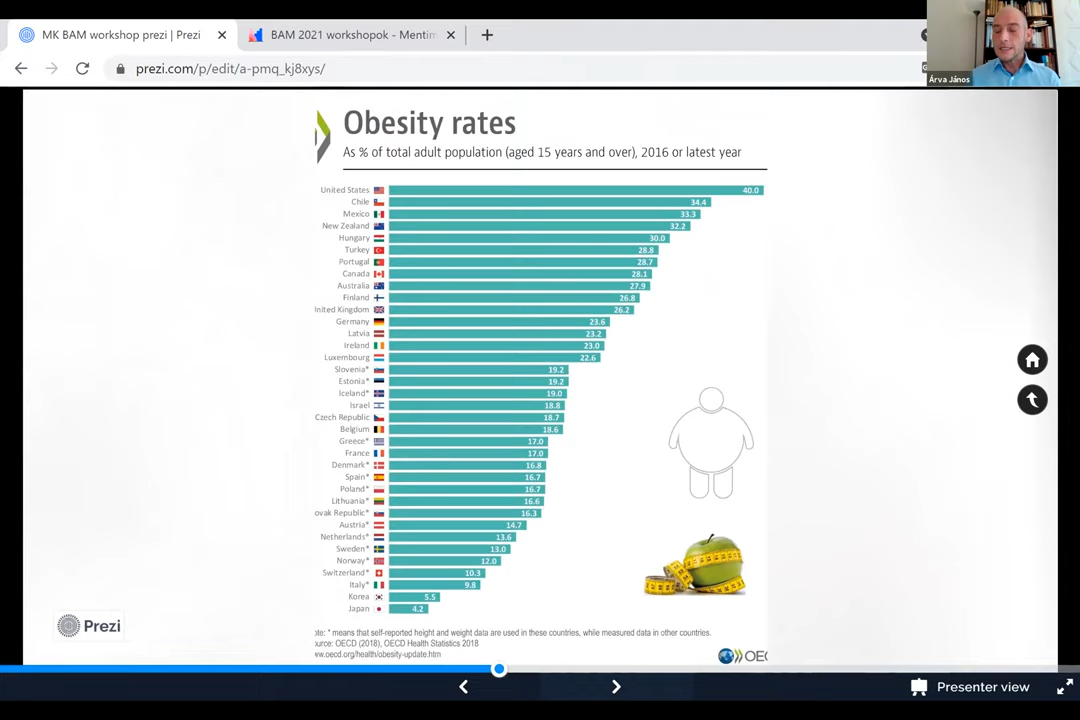 MK BAM workshop prezi | Prezi
BAM 2021 workshopok - Mentim
prezi.com/p/edit/a-pmq_kj8xys/
Árva János
Obesity rates
As % of total adult population (aged 15 years and over), 2016 or latest year
United States 40.0
Chile 34.4
Mexico 33.3
New Zealand 32.2
Hungary 30.0
Turkey 28.8
Portugal 28.7
Canada 28.1
Australia 27.9
Finland 26.8
nited Kingdom 26.2
Germany 23.6
Latvia 23.2
Ireland 23.0
Luxembourg 22.6
Slovenia* 19.2
Estonia* 19.2
Iceland* 19.0
Israel 18.8
Czech Republic 18.7
Belgium 18.6
Greece* 17.0
France 17.0
Denmark* 16.8
Spain* 16.7
Poland* 16.7
Lithuania* 16.6
ovak Republic* 16.3
Austria* 14.7
Netherlands* 13.6
Sweden* 13.0
Norway* 12.0
Switzerland* 10.3
Italy* 9.8
Korea 5.5
Japan 4.2
ote: * means that self-reported height and weight data are used in these countries, while measured data in other countries.
ource: OECD (2018), OECD Health Statistics 2018
ww.oecd.org/health/obesity-update.htm
OEC
Prezi
Presenter view